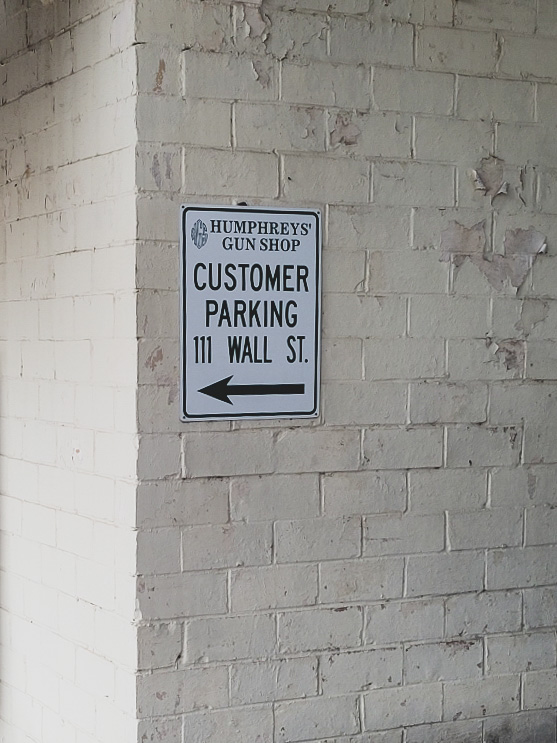 HUMPHREYS'
GUN SHOP
CUSTOMER
PARKING
111 WALL ST.